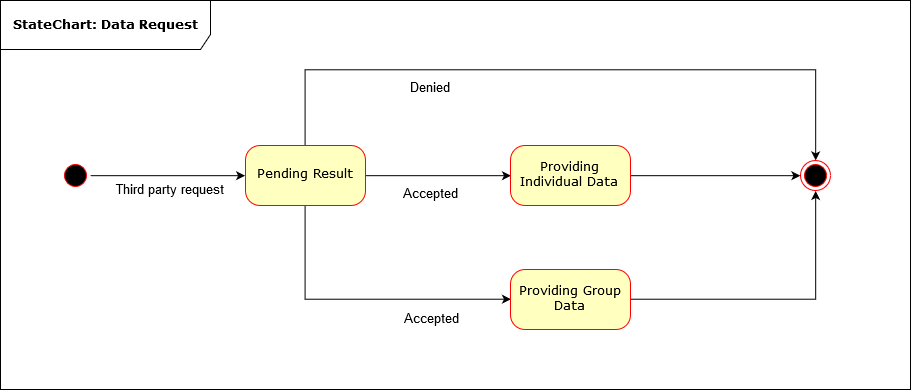 StateChart: Data Request
Denied
Third party request
Pending Result
Accepted
Providing
Individual Data
Accepted
Providing Group
Data